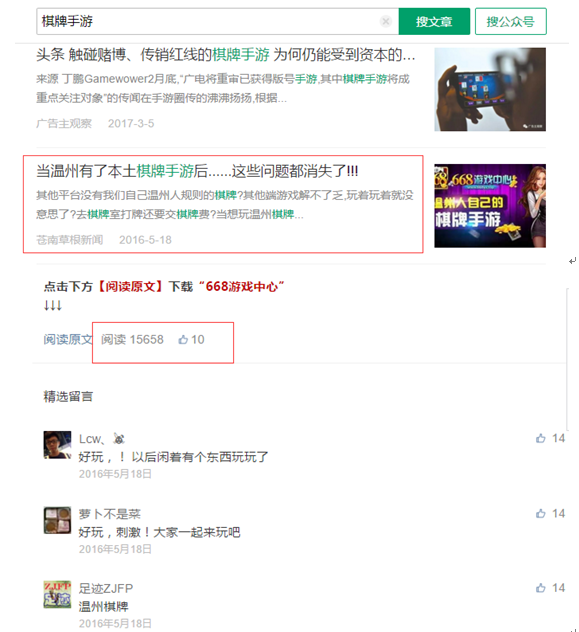 棋牌手游
搜文章
搜公众号
头条 触碰赌博、传销红线的棋牌手游 为何仍能受到资本的...
来源 丁鹏Gamewower2月底,“广电将重审已获得版号手游,其中棋牌手游将成
重点关注对象”的传闻在手游圈传的沸沸扬扬,根据...
广告主观察 2017-3-5
广告主观察
当温州有了本土棋牌手游后......这些问题都消失了!!!
其他平台没有我们自己温州人规则的棋牌?其他端游戏解不了乏,玩着玩着就没
意思了?去棋牌室打牌还要交棋牌费?当想玩温州棋牌...
苍南草根新闻 2016-5-18
668游戏中心
温州人自己的
棋牌手游
点击下方【阅读原文】下载“668游戏中心”
↓↓↓
阅读原文 阅读 15658 10
精选留言
Lcw、 14
好玩，！以后闲着有个东西玩玩了
2016年5月18日
萝卜不是菜 14
好玩，刺激！大家一起来玩吧
2016年5月18日
足迹ZJFP 14
温州棋牌
2016年5月18日